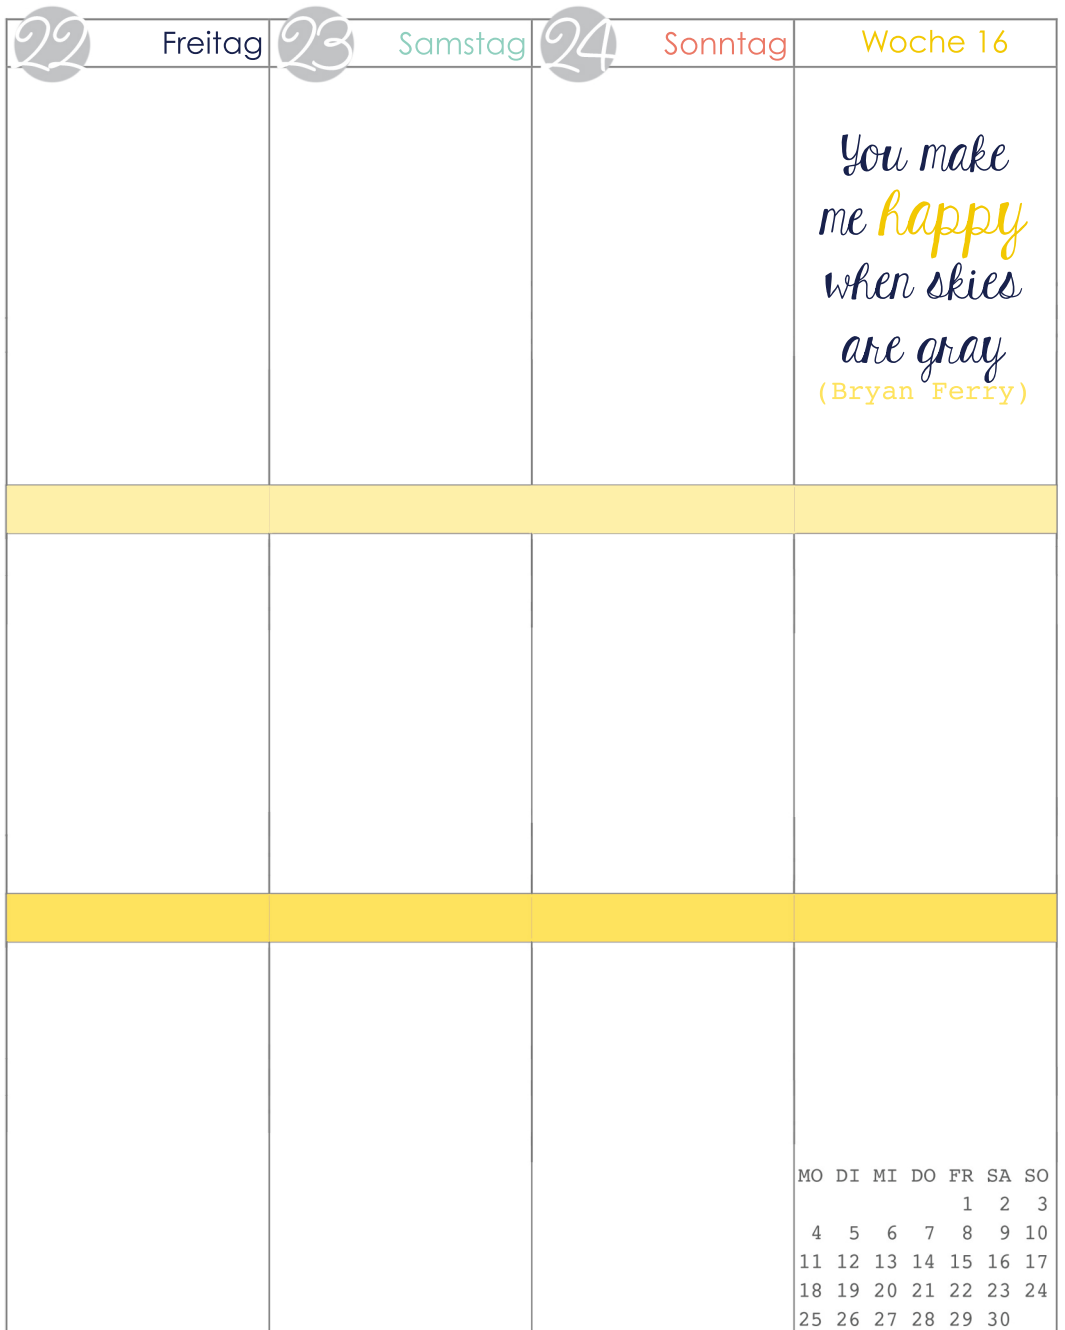 22 Freitag 23 Samstag 24 Sonntag Woche 16
You make
me happy
when skies
are gray
(Bryan Ferry)
MO DI MI DO FR SA SO
1 2 3
4 5 6 7 8 9 10
11 12 13 14 15 16 17
18 19 20 21 22 23 24
25 26 27 28 29 30